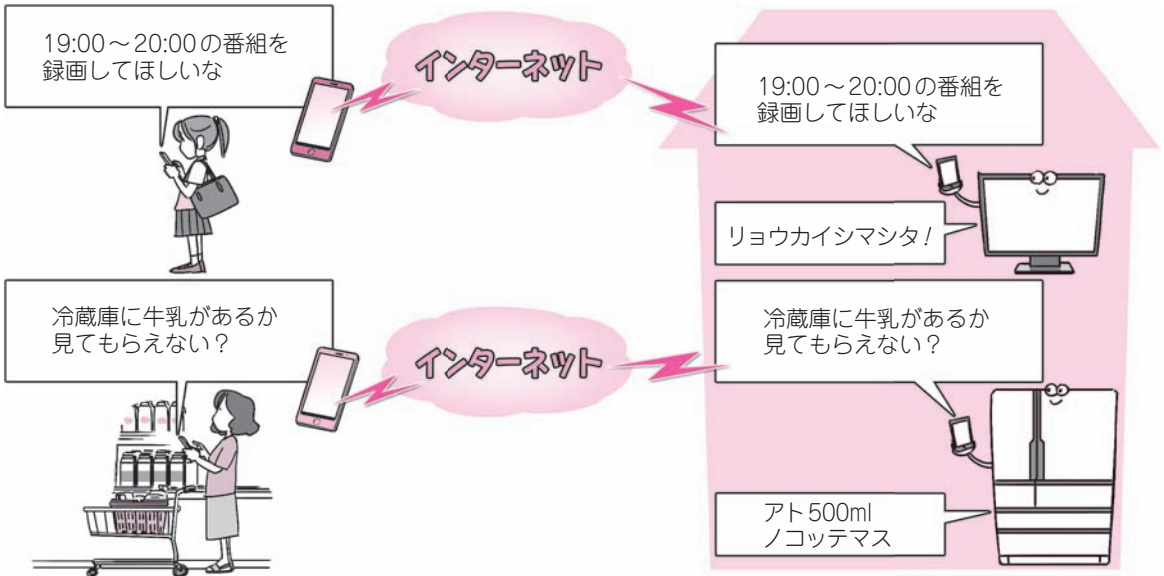 19:00～20:00の番組を
録画してほしいな
インターネット
19:00～20:00の番組を
録画してほしいな
リョウカイシマシタ!
冷蔵庫に牛乳があるか
見てもらえない？
インターネット
冷蔵庫に牛乳があるか
見てもらえない？
アト500ml
ノコッテマス